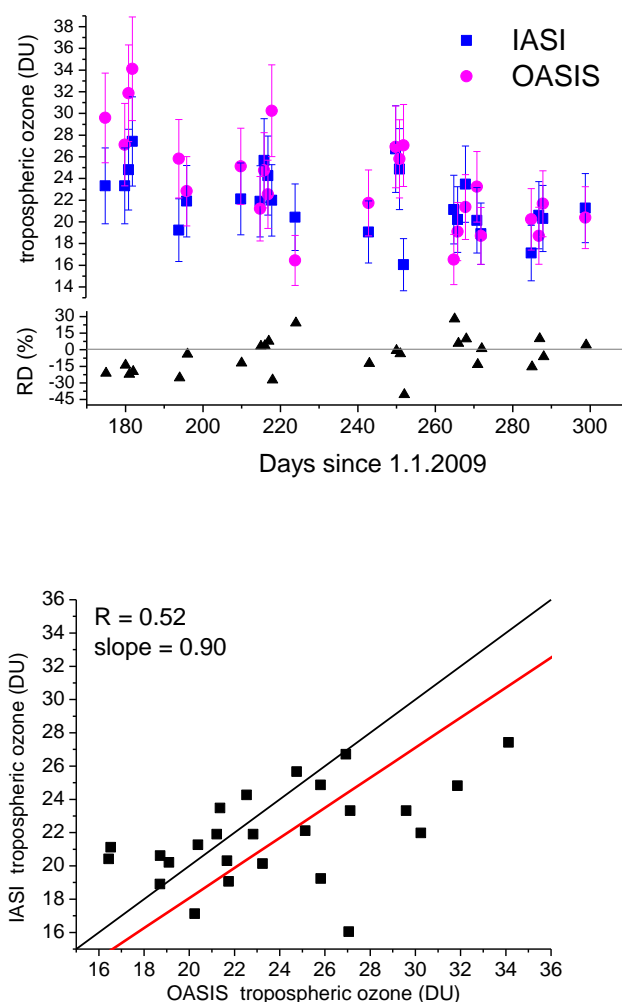 38
36
34
32
30
28
26
24
22
20
18
16
14
tropospheric ozone (DU)
IASI
OASIS
30
15
0
-15
-30
-45
RD (%)
180 200 220 240 260 280 300
Days since 1.1.2009
36
34
32
30
28
26
24
22
20
18
16
IASI tropospheric ozone (DU)
R = 0.52
slope = 0.90
16 18 20 22 24 26 28 30 32 34 36
OASIS tropospheric ozone (DU)